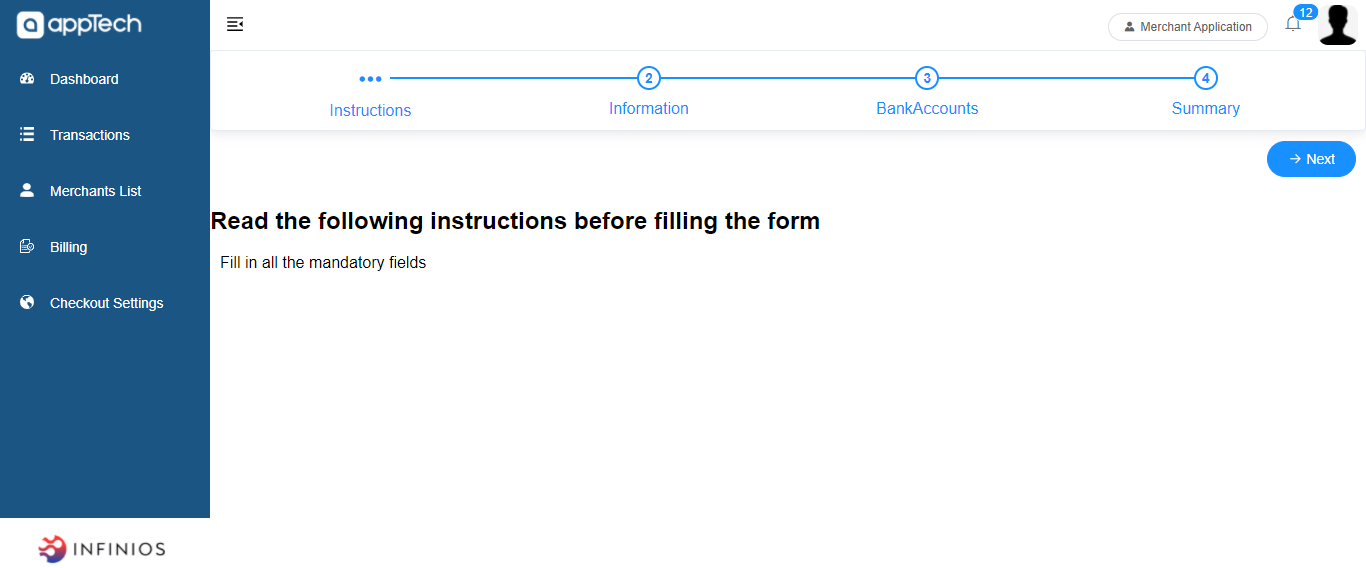 appTech
Merchant Application
12
Dashboard
Transactions
Merchants List
Billing
Checkout Settings
2
3
4
Instructions
Information
BankAccounts
Summary
Next
Read the following instructions before filling the form
Fill in all the mandatory fields
INFINIOS